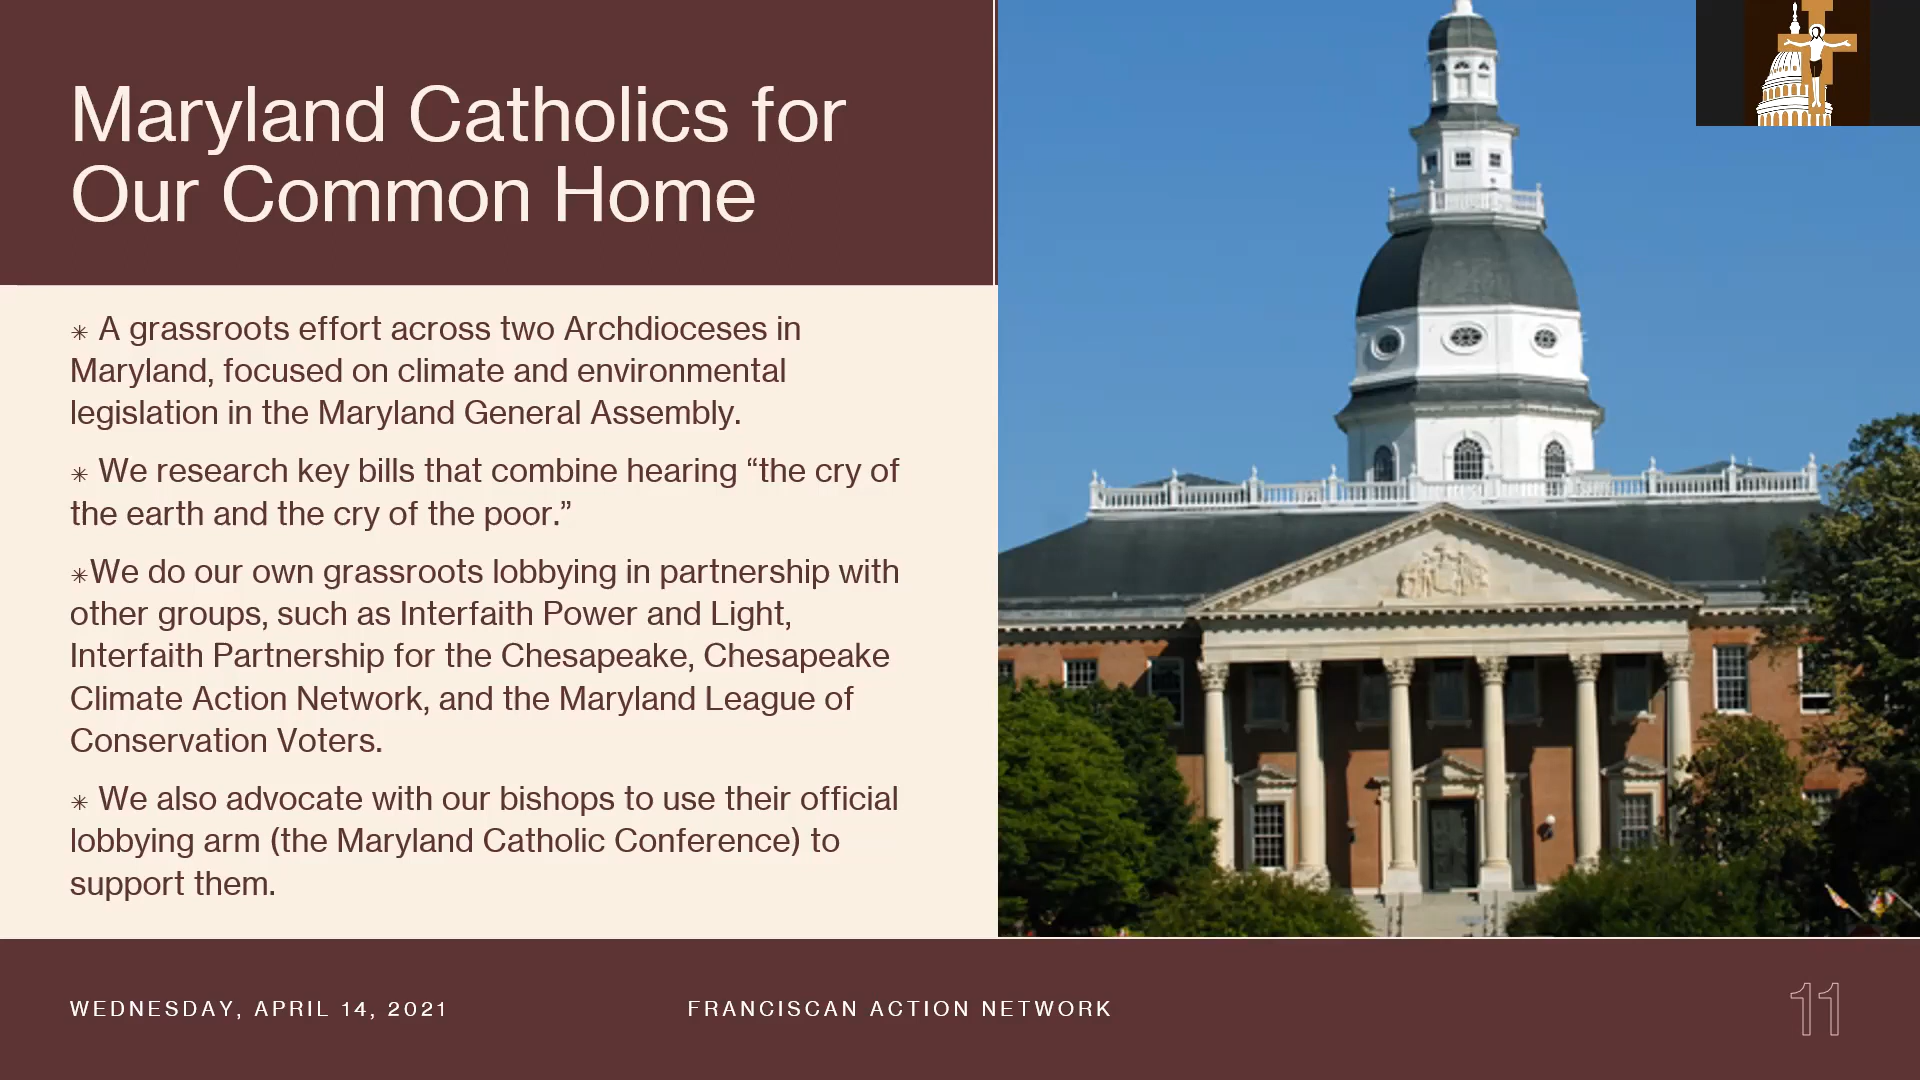 Maryland Catholics for
Our Common Home
✳ A grassroots effort across two Archdioceses in
Maryland, focused on climate and environmental
legislation in the Maryland General Assembly.
✳ We research key bills that combine hearing “the cry of
the earth and the cry of the poor.”
✳We do our own grassroots lobbying in partnership with
other groups, such as Interfaith Power and Light,
Interfaith Partnership for the Chesapeake, Chesapeake
Climate Action Network, and the Maryland League of
Conservation Voters.
✳ We also advocate with our bishops to use their official
lobbying arm (the Maryland Catholic Conference) to
support them.
WEDNESDAY, APRIL 14, 2021
FRANCISCAN ACTION NETWORK
11